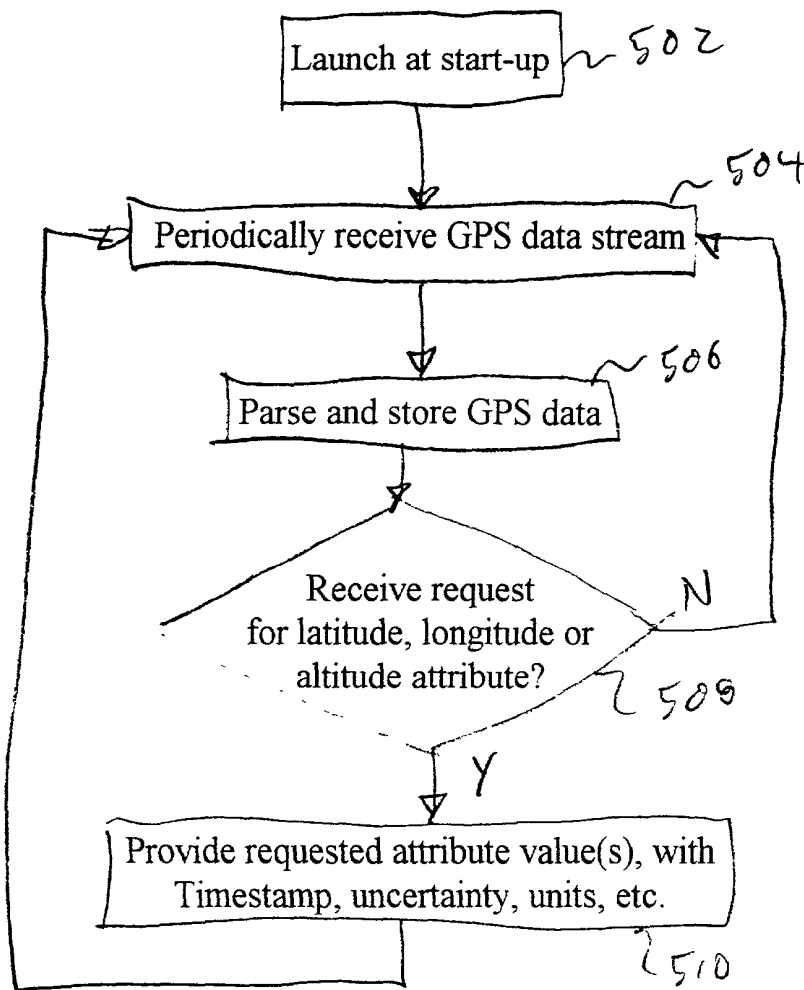 Launch at start-up
502
504
Periodically receive GPS data stream
506
Parse and store GPS data
Receive request
for latitude, longitude or
altitude attribute?
N
508
Y
Provide requested attribute value(s), with
Timestamp, uncertainty, units, etc.
510